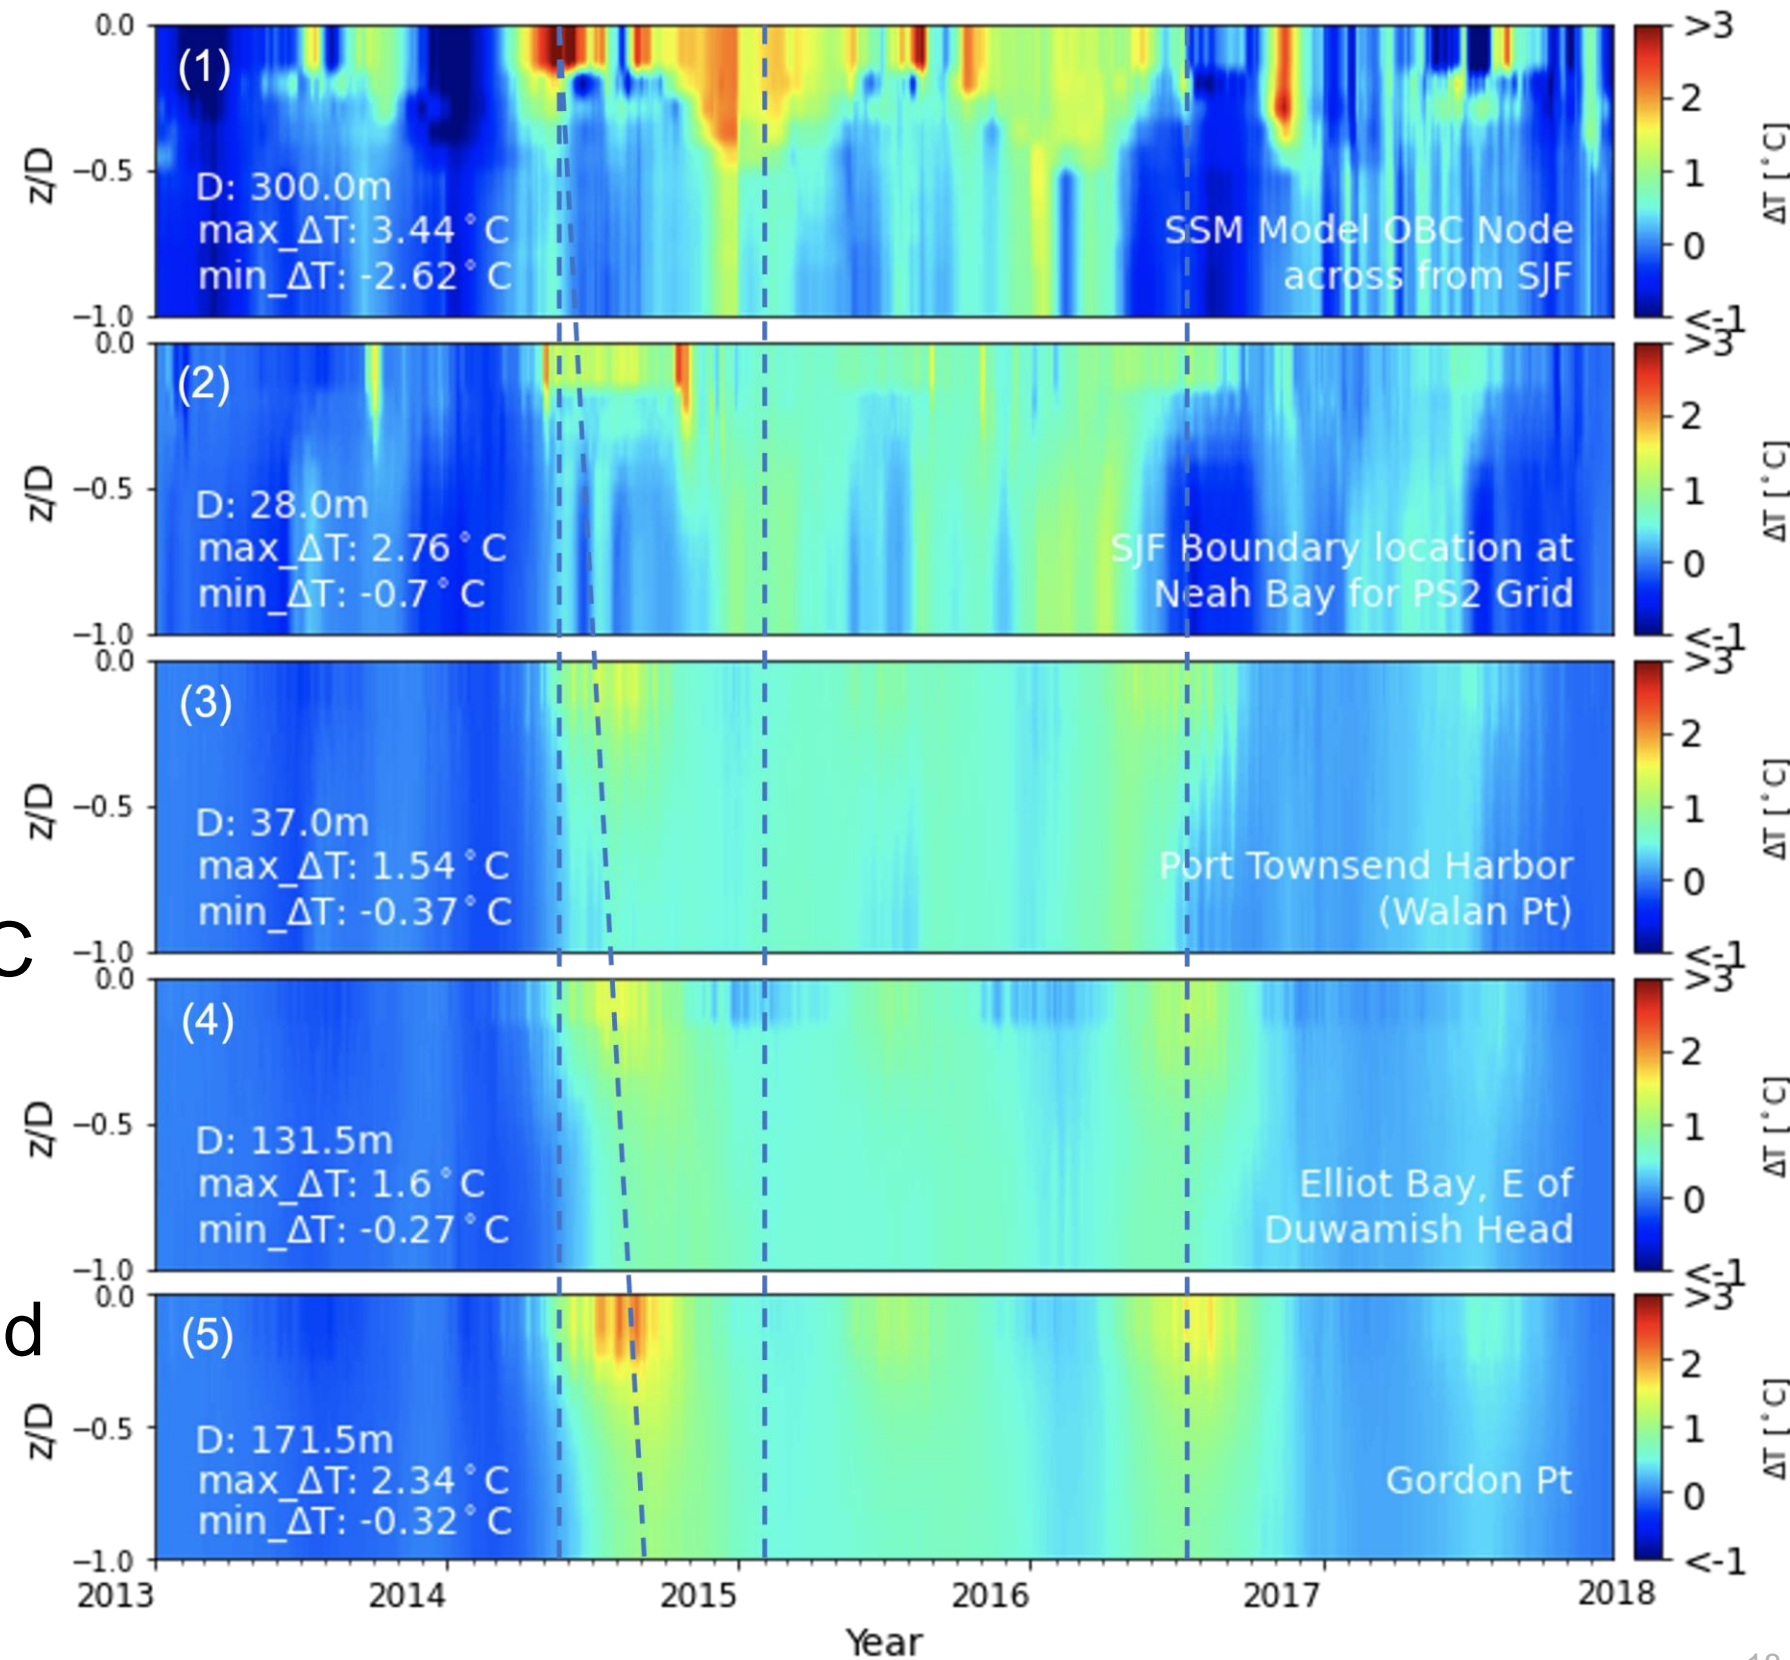 0.0
−0.5
−1.0
z/D
(1)
D: 300.0m
max_ΔT: 3.44°C
min_ΔT: -2.62°C
SSM Model OBC Node
across from SJF
>3
2
1
0
<-1
ΔT [°C]
0.0
−0.5
−1.0
z/D
(2)
D: 28.0m
max_ΔT: 2.76°C
min_ΔT: -0.7°C
SJF Boundary location at
Neah Bay for PS2 Grid
>3
2
1
0
<-1
ΔT [°C]
0.0
−0.5
−1.0
z/D
(3)
D: 37.0m
max_ΔT: 1.54°C
min_ΔT: -0.37°C
Port Townsend Harbor
(Walan Pt)
>3
2
1
0
<-1
ΔT [°C]
C
0.0
−0.5
−1.0
z/D
(4)
D: 131.5m
max_ΔT: 1.6°C
min_ΔT: -0.27°C
Elliot Bay, E of
Duwamish Head
>3
2
1
0
<-1
ΔT [°C]
d
0.0
−0.5
−1.0
z/D
(5)
D: 171.5m
max_ΔT: 2.34°C
min_ΔT: -0.32°C
Gordon Pt
>3
2
1
0
<-1
ΔT [°C]
2013 2014 2015 2016 2017 2018
Year